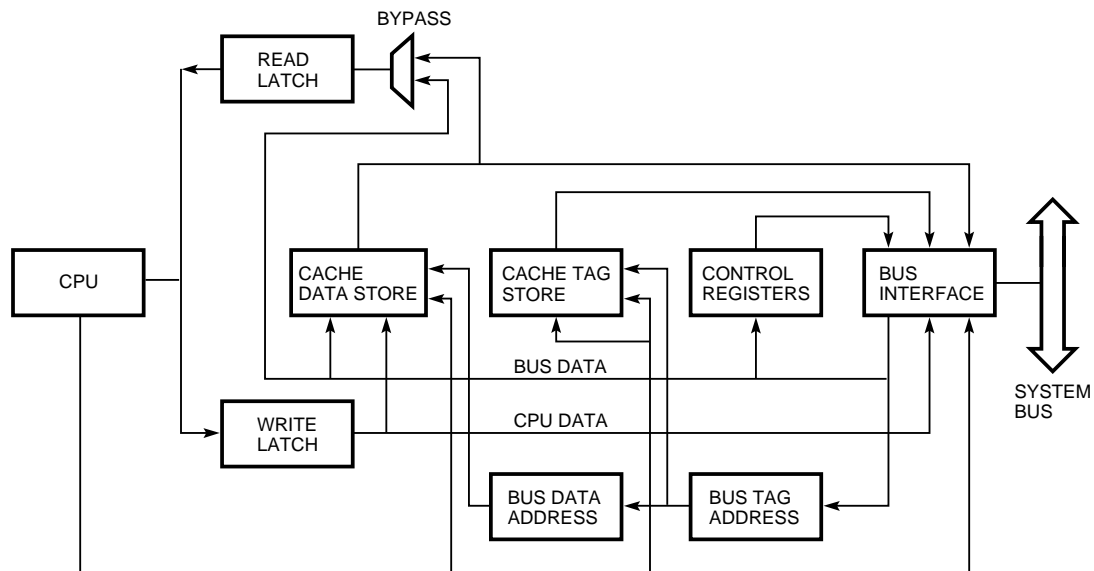 BYPASS
READ
LATCH
CPU
CACHE
DATA STORE
CACHE TAG
STORE
CONTROL
REGISTERS
BUS
INTERFACE
BUS DATA
SYSTEM
BUS
WRITE
LATCH
CPU DATA
BUS DATA
ADDRESS
BUS TAG
ADDRESS